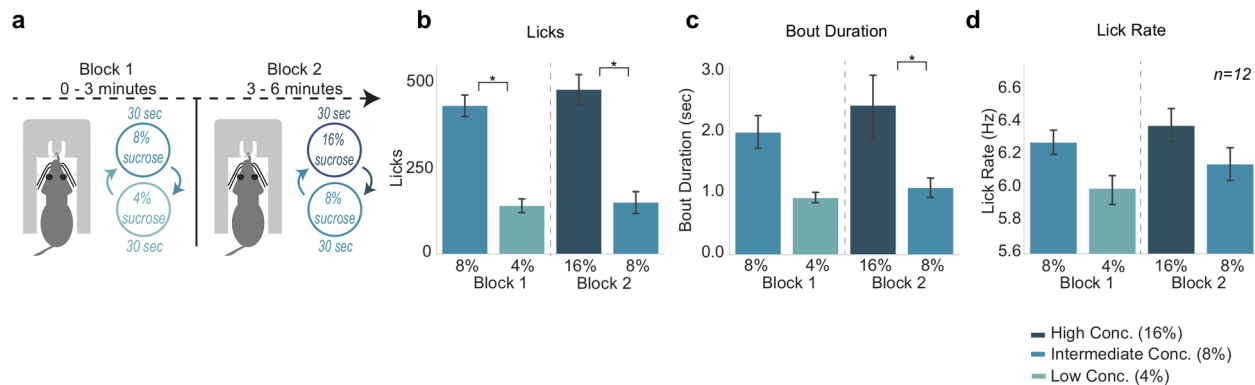 a
Block 1
0 - 3 minutes
Block 2
3 - 6 minutes
30 sec
8%
sucrose
4%
sucrose
30 sec
30 sec
16%
sucrose
8%
sucrose
30 sec
b
Licks
500
250
0
Licks
*
*
8% 4% 16% 8%
Block 1 Block 2
c
Bout Duration
3.0
2.0
1.0
0.0
Bout Duration (sec)
*
8% 4% 16% 8%
Block 1 Block 2
d
Lick Rate
n=12
6.6
6.4
6.2
6.0
5.8
5.6
Lick Rate (Hz)
8% 4% 16% 8%
Block 1 Block 2
High Conc. (16%)
Intermediate Conc. (8%)
Low Conc. (4%)